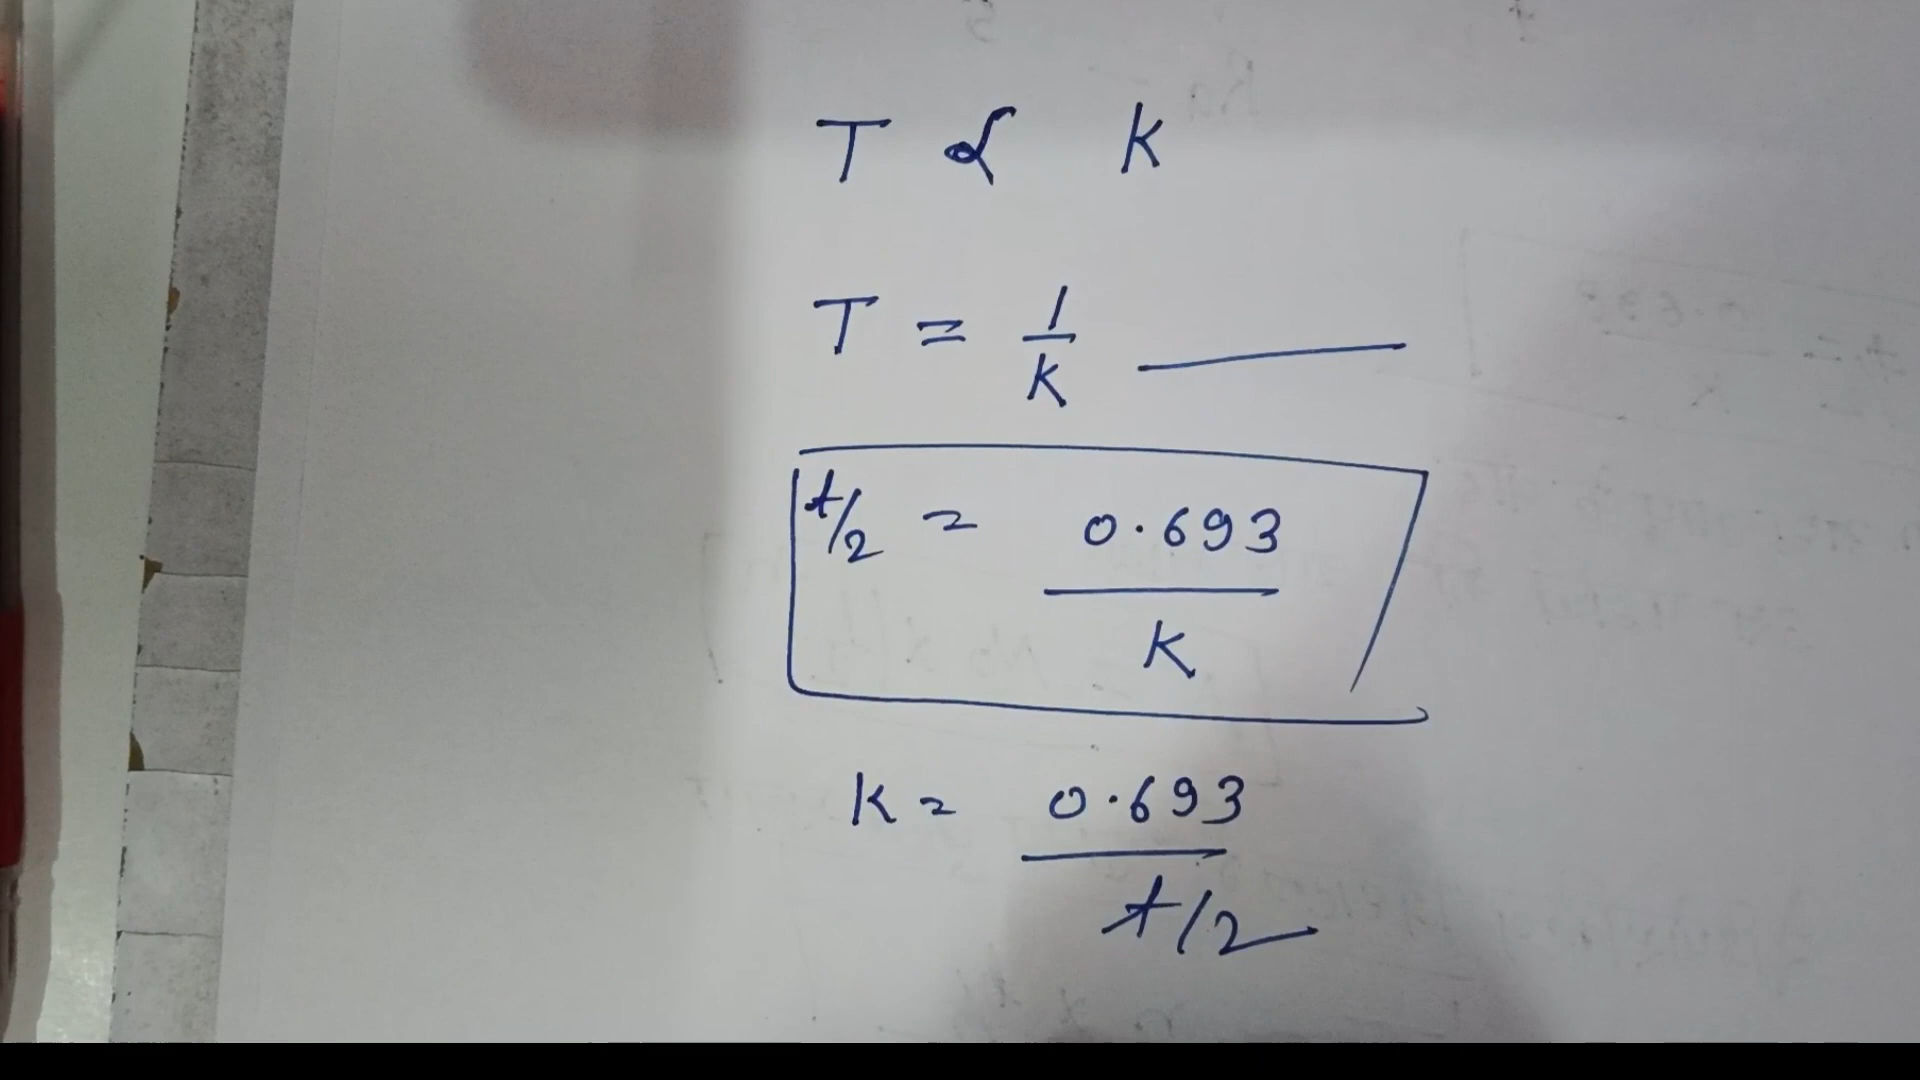 T ∝ K
T = 1/K
t/2 = 0.693/K
K = 0.693/t/2